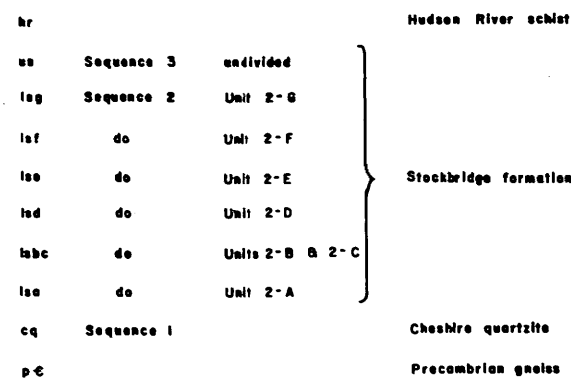 hr Hudson River schist
us Sequence 3 undivided
lsg Sequence 2 Unit 2-G
lsf do Unit 2-F
lse do Unit 2-E Stockbridge formation
lsd do Unit 2-D
lsbc do Units 2-B & 2-C
lsa do Unit 2-A
cq Sequence 1 Cheshire quartzite
p€ Precambrian gneiss